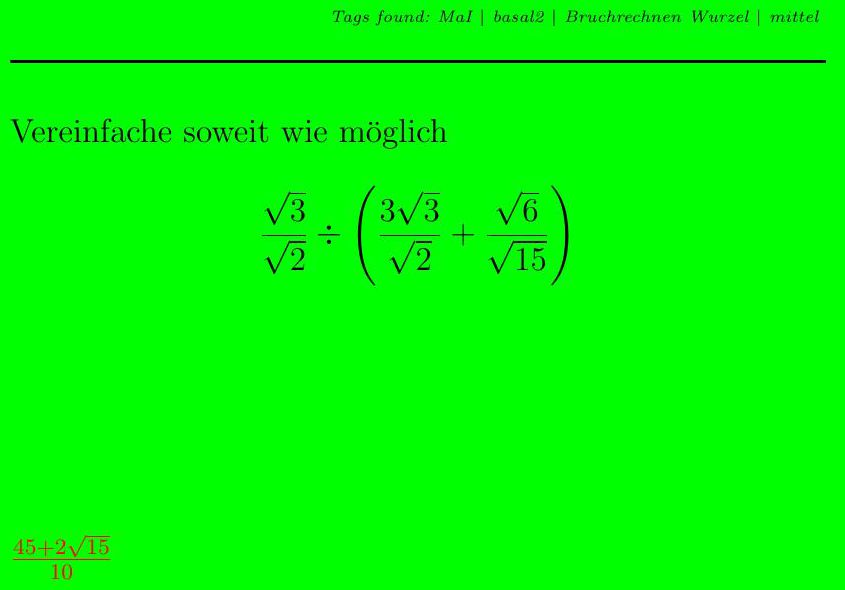 Tags found: MaI | basal2 | Bruchrechnen Wurzel | mittel
Vereinfache soweit wie möglich
\frac{\sqrt{3}}{\sqrt{2}} \div \left( \frac{3\sqrt{3}}{\sqrt{2}} + \frac{\sqrt{6}}{\sqrt{15}} \right)
\frac{45+2\sqrt{15}}{10}